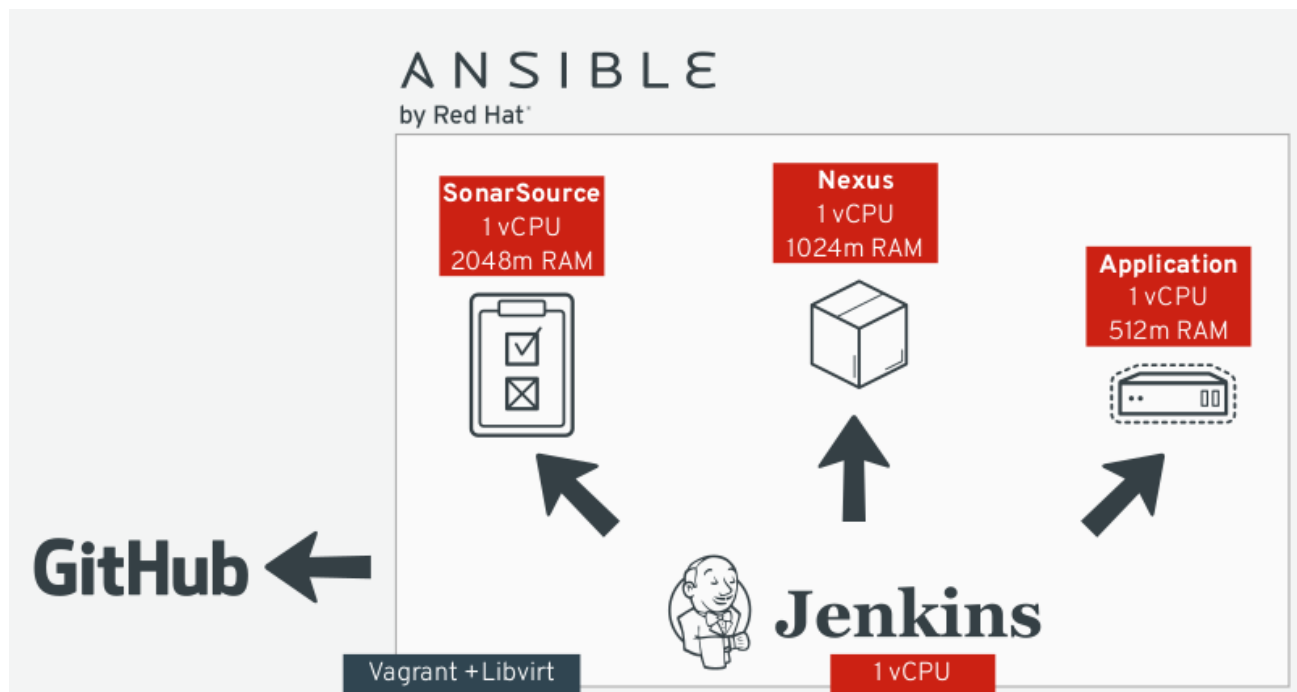 ANSIBLE
by Red Hat
SonarSource
1 vCPU
2048m RAM
Nexus
1 vCPU
1024m RAM
Application
1 vCPU
512m RAM
GitHub
Jenkins
Vagrant +Libvirt
1 vCPU